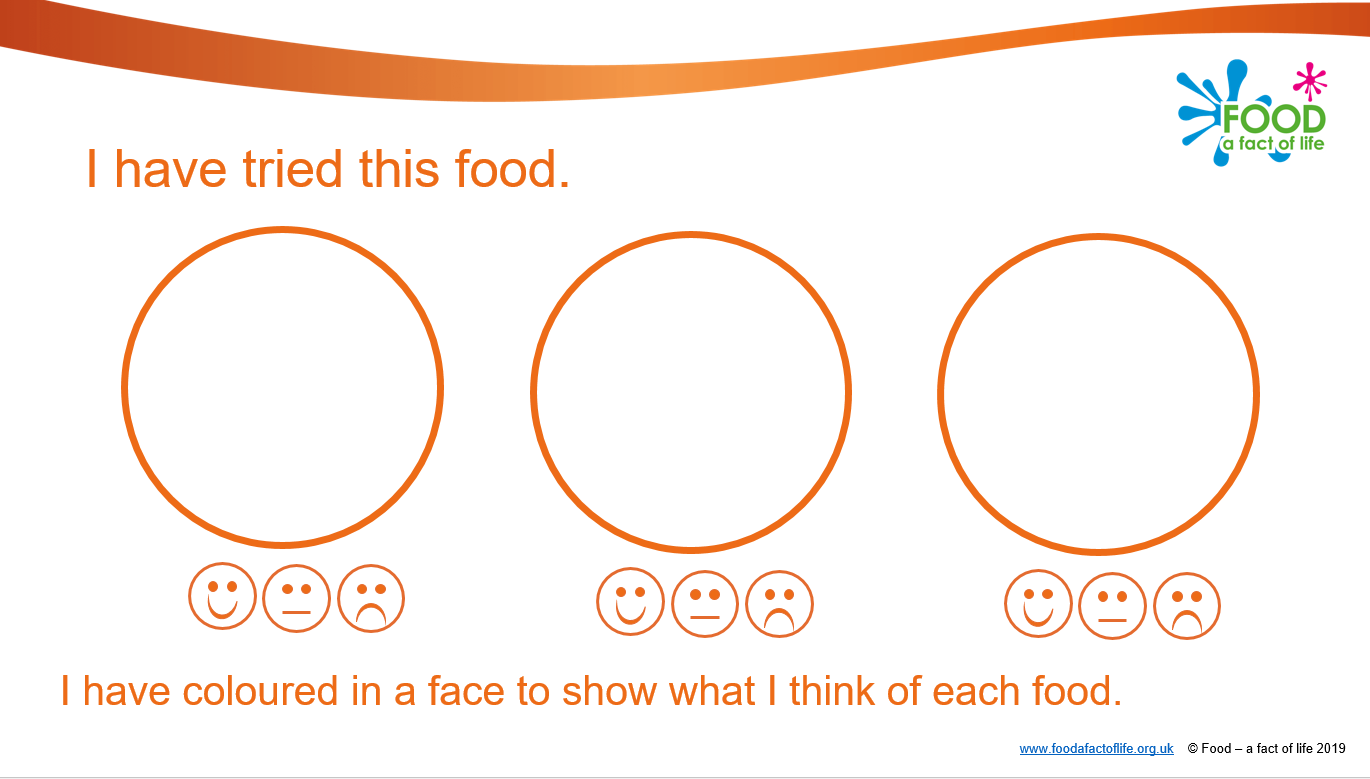 FOOD
a fact of life
I have tried this food.
I have coloured in a face to show what I think of each food.
www.foodafactoflife.org.uk © Food – a fact of life 2019